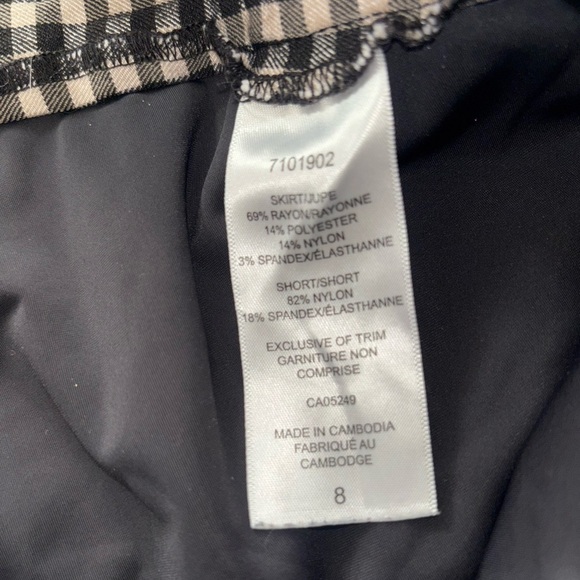 7101902
SKIRT/JUPE
69% RAYON/RAYONNE
14% POLYESTER
14% NYLON
3% SPANDEX/ÉLASTHANNE
SHORT/SHORT
82% NYLON
18% SPANDEX/ÉLASTHANNE
EXCLUSIVE OF TRIM
GARNITURE NON
COMPRISE
CA05249
MADE IN CAMBODIA
FABRIQUÉ AU
CAMBODGE
8